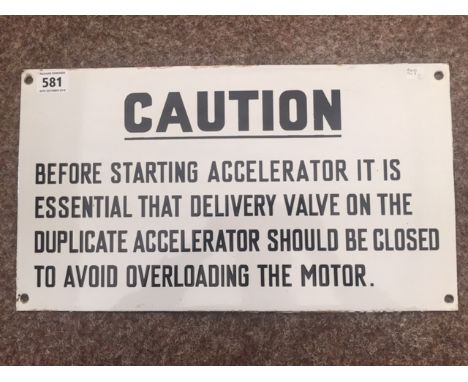 581
CAUTION
BEFORE STARTING ACCELERATOR IT IS
ESSENTIAL THAT DELIVERY VALVE ON THE
DUPLICATE ACCELERATOR SHOULD BE CLOSED
TO AVOID OVERLOADING THE MOTOR.